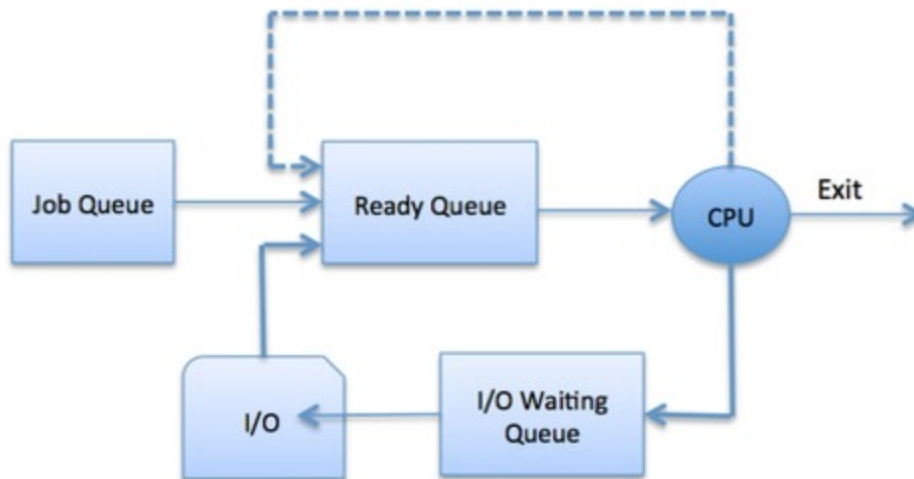 Job Queue
Ready Queue
CPU
Exit
I/O
I/O Waiting
Queue